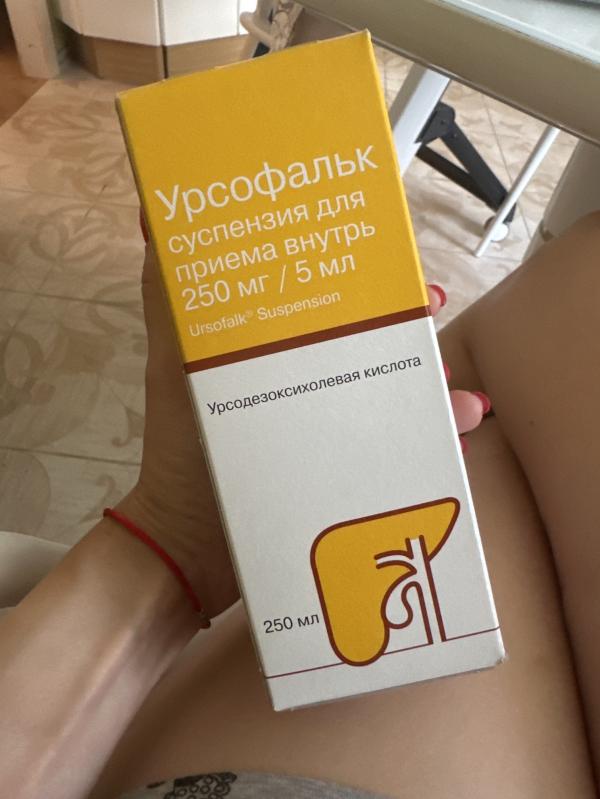 Урсофальк
суспензия для
приема внутрь
250 мг / 5 мл
Ursofalk® Suspension
Урсодезоксихолевая кислота
250 мл